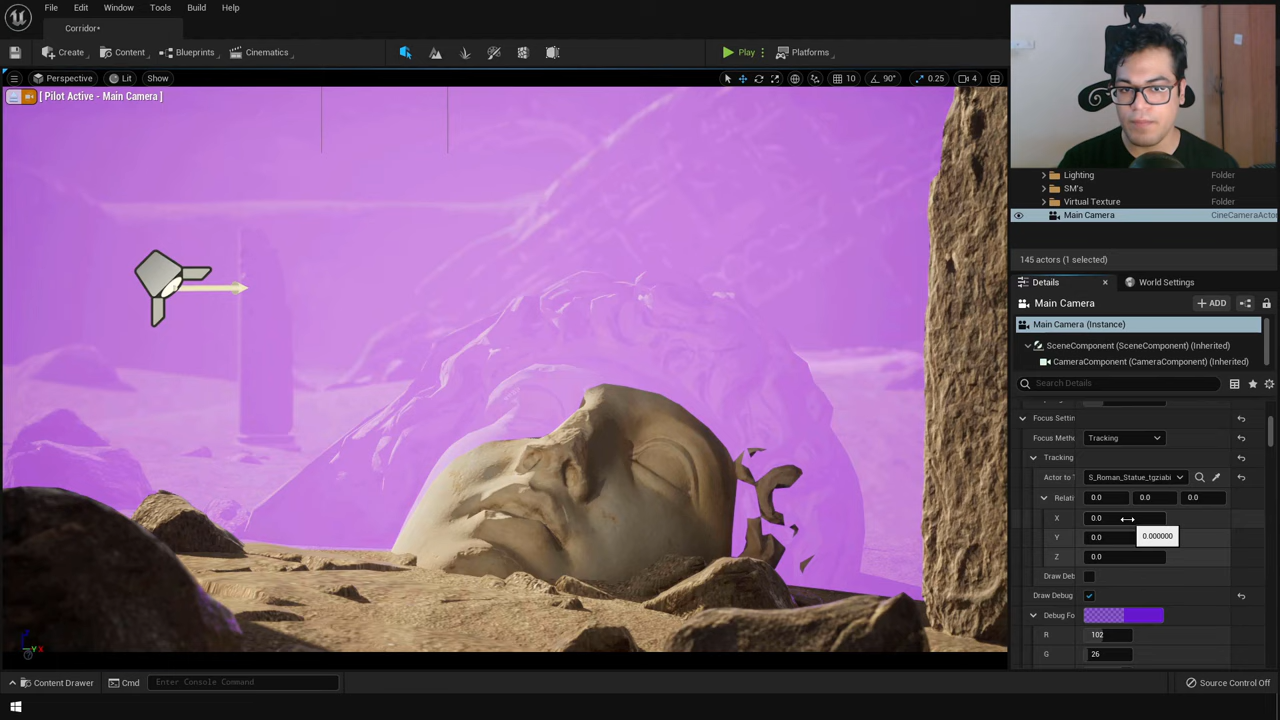 File Edit Window Tools Build Help
Corridor•
Create Content Blueprints Cinematics Play Platforms
Perspective Lit Show 10 90° 0.25 4
[ Pilot Active - Main Camera ]
Lighting Folder
SM's Folder
Virtual Texture Folder
Main Camera CineCameraActo
145 actors (1 selected)
Details World Settings
Main Camera ADD
Main Camera (Instance)
SceneComponent (SceneComponent) (Inherited)
CameraComponent (CameraComponent) (Inherited)
Search Details
Focus Settin
Focus Metho Tracking
Tracking
Actor to T S_Roman_Statue_tgziabi
Relati 0.0 0.0 0.0
X 0.0
0.000000
Y 0.0
Z 0.0
Draw Deb
Draw Debug
Debug Fo
R 102
G 26
Content Drawer Cmd Enter Console Command Source Control Off